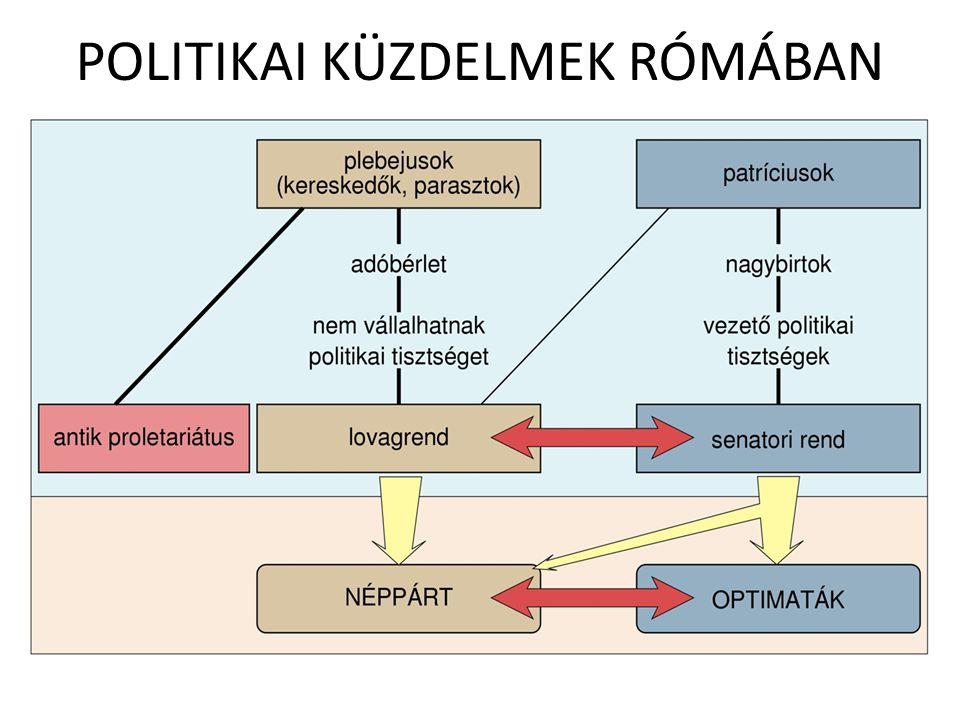 POLITIKAI KÜZDELMEK RÓMÁBAN
plebejusok
(kereskedők, parasztok)
patríciusok
adóbérlet
nagybirtok
nem vállalhatnak
politikai tisztséget
vezető politikai
tisztségek
antik proletariátus
lovagrend
senatori rend
NÉPPÁRT
OPTIMATÁK